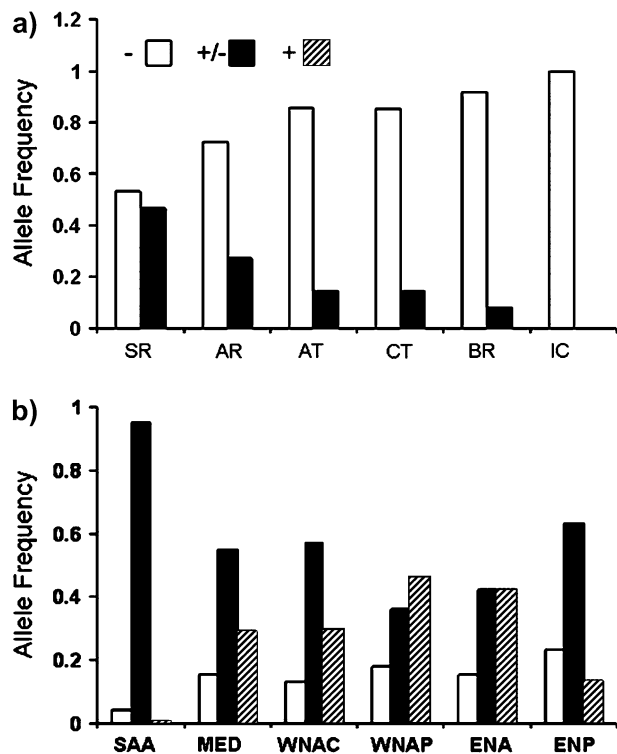 a)
- +/- +
Allele Frequency
1.2
1
0.8
0.6
0.4
0.2
0
SR AR AT CT BR IC
b)
Allele Frequency
1
0.8
0.6
0.4
0.2
0
SAA MED WNAC WNAP ENA ENP